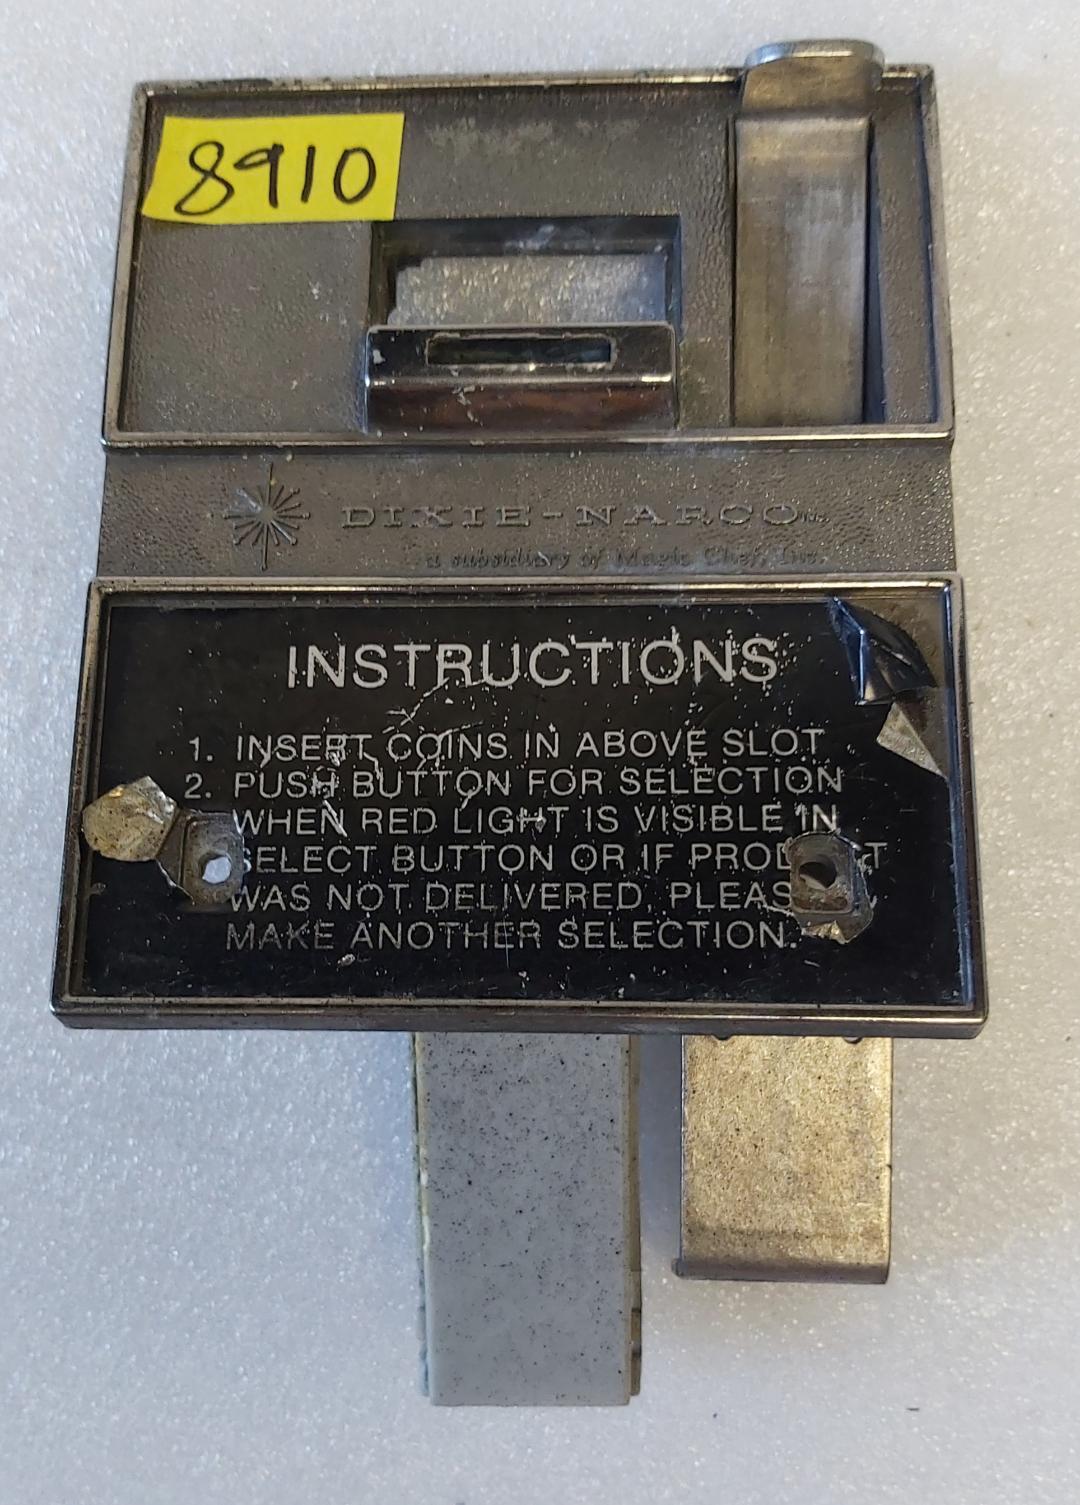 8910
DIXIE-NARCO
a subsidiary of Magic Chef, Inc.
INSTRUCTIONS
1. INSERT COINS IN ABOVE SLOT
2. PUSH BUTTON FOR SELECTION
WHEN RED LIGHT IS VISIBLE IN
SELECT BUTTON OR IF PROD T
WAS NOT DELIVERED, PLEAS
MAKE ANOTHER SELECTION.